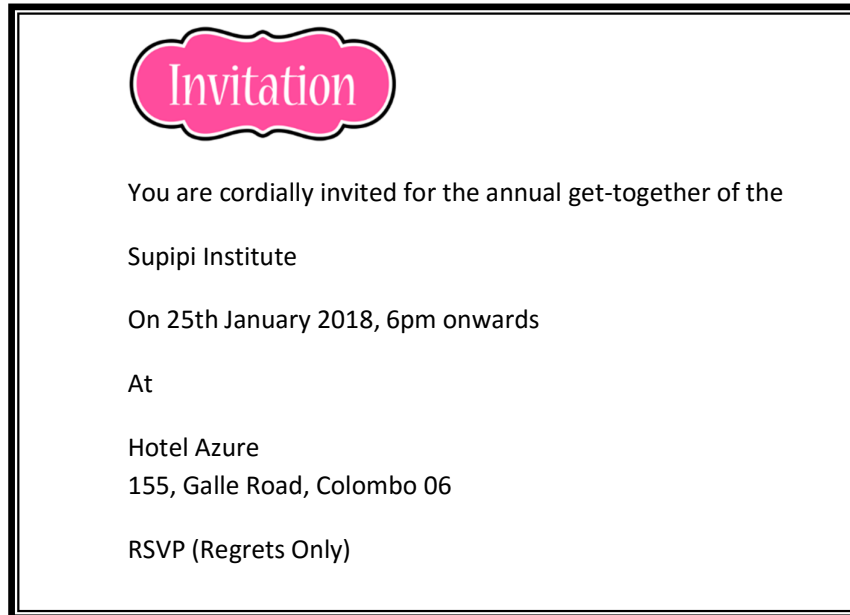 Invitation
You are cordially invited for the annual get-together of the
Supipi Institute
On 25th January 2018, 6pm onwards
At
Hotel Azure
155, Galle Road, Colombo 06
RSVP (Regrets Only)